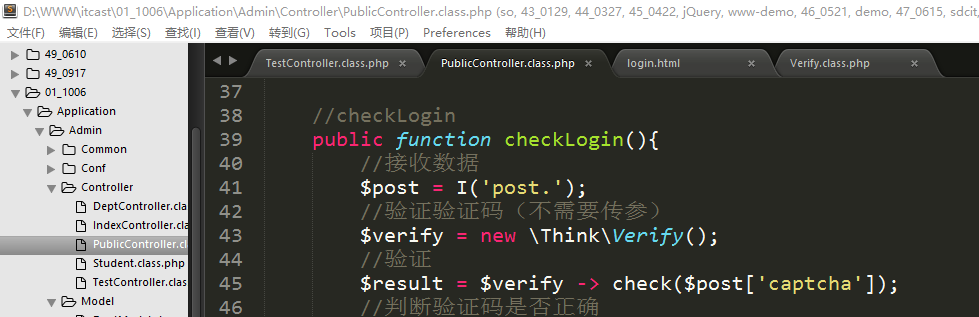 D:\WWW\itcast\01_1006\Application\Admin\Controller\PublicController.class.php (so, 43_0129, 44_0327, 45_0422, jQuery, www-demo, 46_0521, demo, 47_0615, sdcit,
文件(F) 编辑(E) 选择(S) 查找(I) 查看(V) 转到(G) Tools 项目(P) Preferences 帮助(H)
49_0610
49_0917
01_1006
Application
Admin
Common
Conf
Controller
DeptController.cla
IndexController.cla
PublicController.cl
Student.class.php
TestController.clas
Model
TestController.class.php × PublicController.class.php × login.html × Verify.class.php ×
37
38 //checkLogin
39 public function checkLogin(){
40 //接收数据
41 $post = I('post.');
42 //验证验证码（不需要传参）
43 $verify = new \Think\Verify();
44 //验证
45 $result = $verify -> check($post['captcha']);
46 //判断验证码是否正确